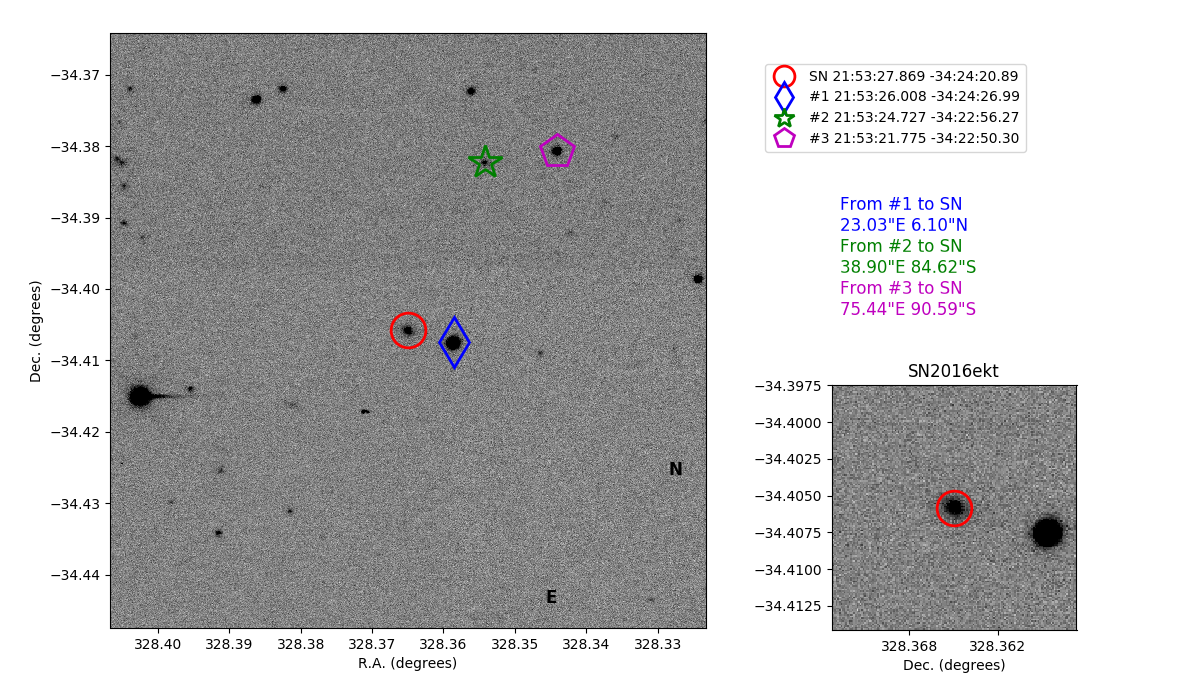 −34.37
−34.38
−34.39
−34.40
−34.41
−34.42
−34.43
−34.44
Dec. (degrees)
N
E
328.40
328.39
328.38
328.37
328.36
328.35
328.34
328.33
R.A. (degrees)
SN 21:53:27.869 -34:24:20.89
#1 21:53:26.008 -34:24:26.99
#2 21:53:24.727 -34:22:56.27
#3 21:53:21.775 -34:22:50.30
From #1 to SN
23.03"E 6.10"N
From #2 to SN
38.90"E 84.62"S
From #3 to SN
75.44"E 90.59"S
SN2016ekt
−34.3975
−34.4000
−34.4025
−34.4050
−34.4075
−34.4100
−34.4125
328.368
328.362
Dec. (degrees)